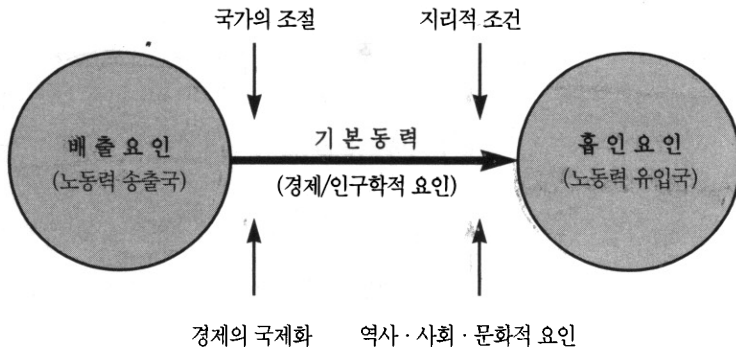 국가의 조절 지리적 조건
배출요인 기본동력 흡인요인
(노동력 송출국) (경제/인구학적 요인) (노동력 유입국)
경제의 국제화 역사·사회·문화적 요인